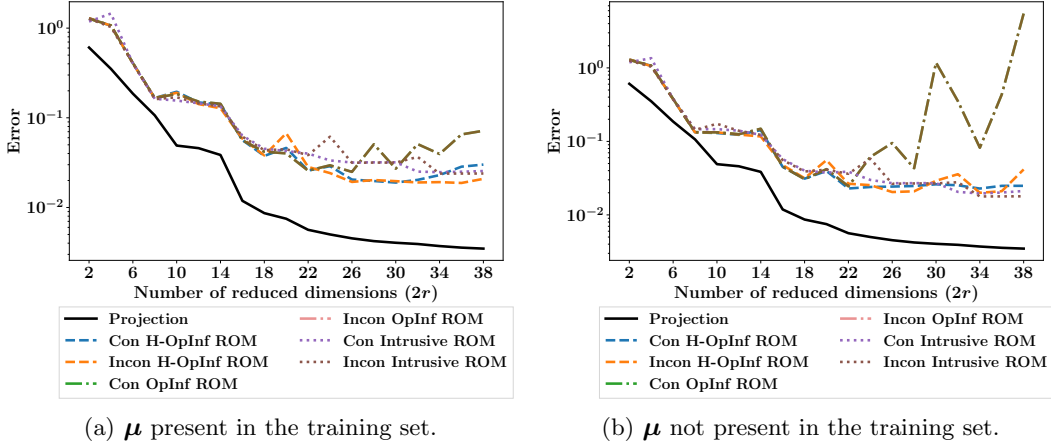 10⁰
10⁻¹
10⁻²
Error
2 6 10 14 18 22 26 30 34 38
Number of reduced dimensions (2r)
Projection
Con H-OpInf ROM
Incon H-OpInf ROM
Con OpInf ROM
Incon OpInf ROM
Con Intrusive ROM
Incon Intrusive ROM
(a) μ present in the training set.
10⁰
10⁻¹
10⁻²
Error
2 6 10 14 18 22 26 30 34 38
Number of reduced dimensions (2r)
Projection
Con H-OpInf ROM
Incon H-OpInf ROM
Con OpInf ROM
Incon OpInf ROM
Con Intrusive ROM
Incon Intrusive ROM
(b) μ not present in the training set.